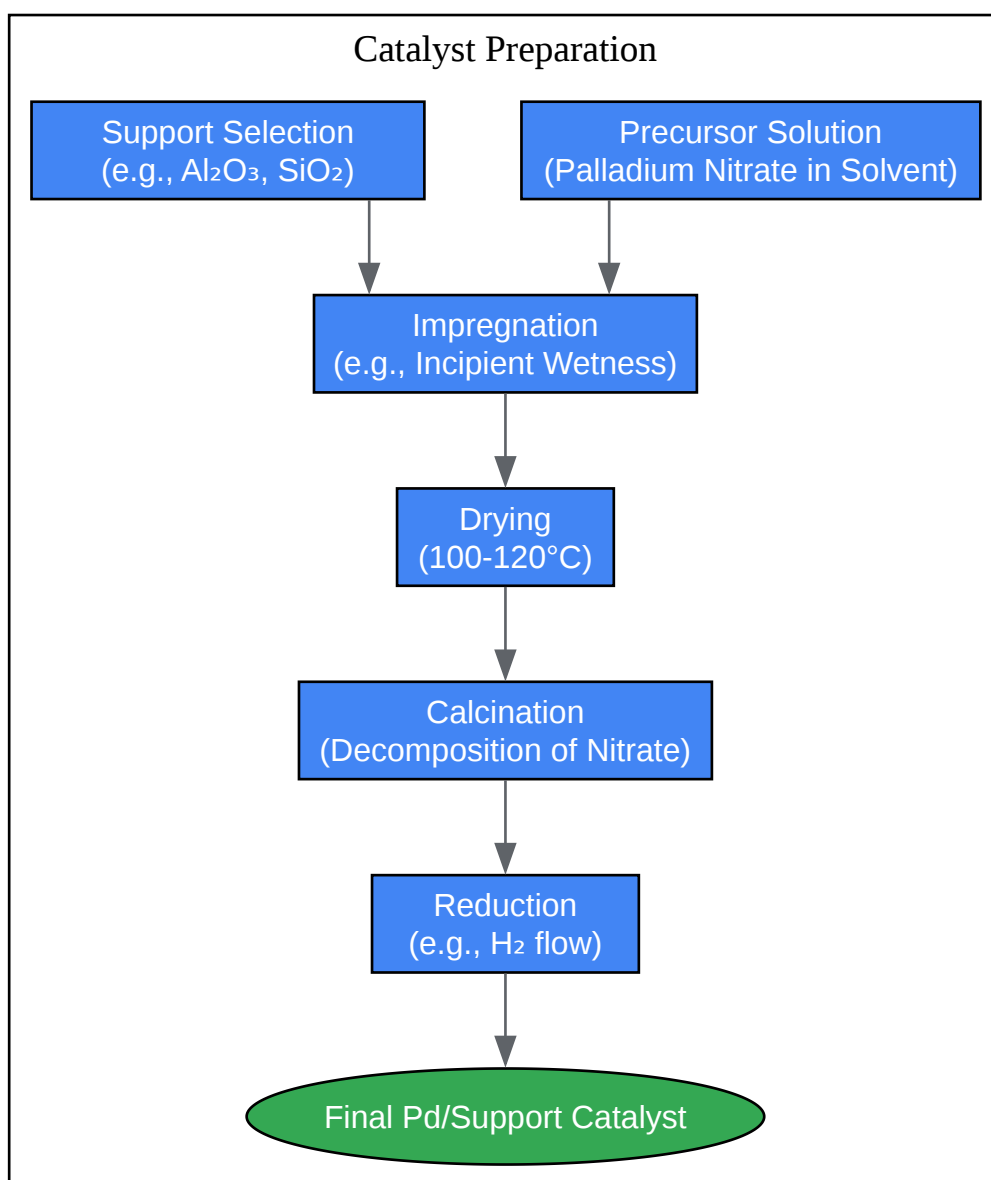 Catalyst Preparation
Support Selection
(e.g., Al₂O₃, SiO₂)
Precursor Solution
(Palladium Nitrate in Solvent)
Impregnation
(e.g., Incipient Wetness)
Drying
(100-120°C)
Calcination
(Decomposition of Nitrate)
Reduction
(e.g., H₂ flow)
Final Pd/Support Catalyst